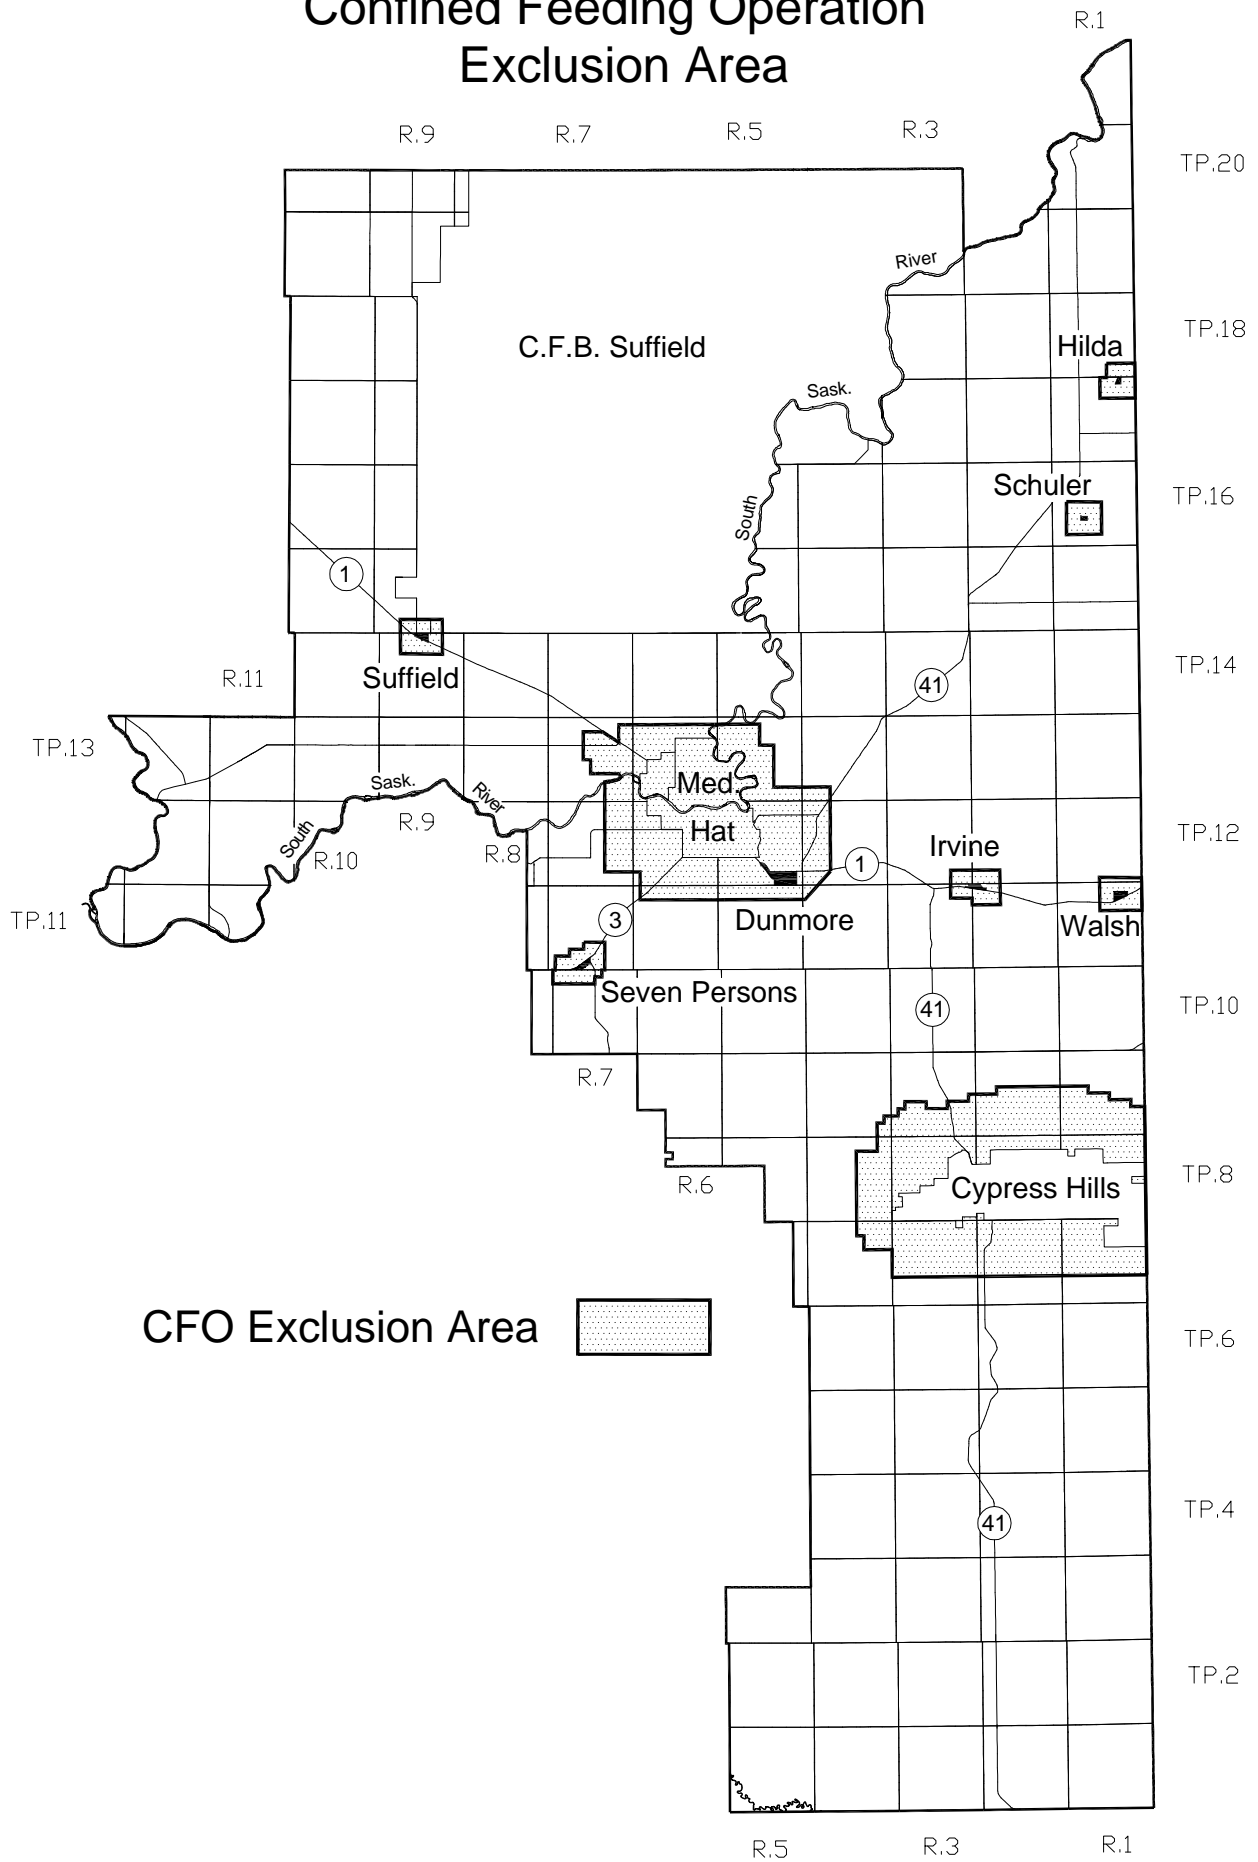 Confined Feeding Operation
Exclusion Area
R.1
R.9
R.7
R.5
R.3
TP.20
River
TP.18
C.F.B. Suffield
Hilda
Sask.
Schuler
TP.16
South
1
Suffield
R.11
41
TP.14
TP.13
Sask.
River
Med.
Hat
R.9
South
R.10
R.8
TP.12
Irvine
1
TP.11
3
Dunmore
Walsh
Seven Persons
41
TP.10
R.7
R.6
Cypress Hills
TP.8
CFO Exclusion Area
TP.6
41
TP.4
TP.2
R.5
R.3
R.1